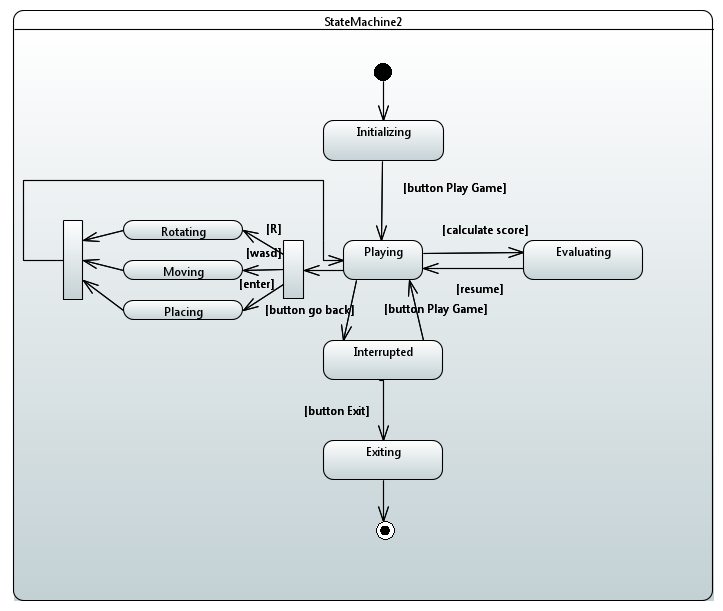 StateMachine2
Initializing
[button Play Game]
Rotating
[R]
[calculate score]
[wasd]
Playing
Evaluating
Moving
[enter]
[resume]
Placing
[button go back]
[button Play Game]
Interrupted
[button Exit]
Exiting